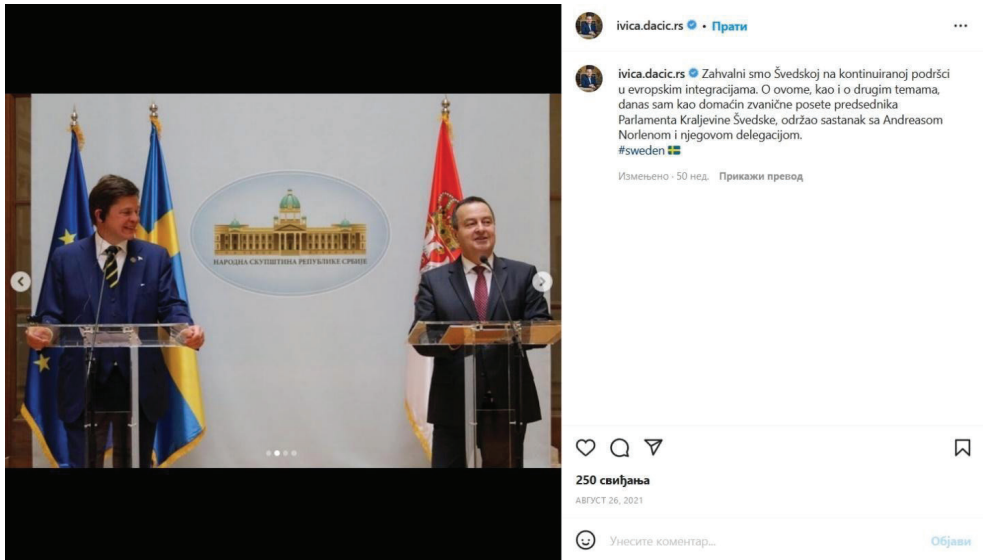 НАРОДНА СКУПШТИНА РЕПУБЛИКЕ СРБИЈЕ
ivica.dacic.rs • Прати
ivica.dacic.rs Zahvalni smo Švedskoj na kontinuiranoj podršci
u evropskim integracijama. O ovome, kao i o drugim temama,
danas sam kao domaćin zvanične posete predsednika
Parlamenta Kraljevine Švedske, održao sastanak sa Andreasom
Norlenom i njegovom delegacijom.
#sweden 🇸🇪
Измењено · 50 нед. Прикажи превод
250 свиђања
АВГУСТ 26, 2021
Унесите коментар...
Објави